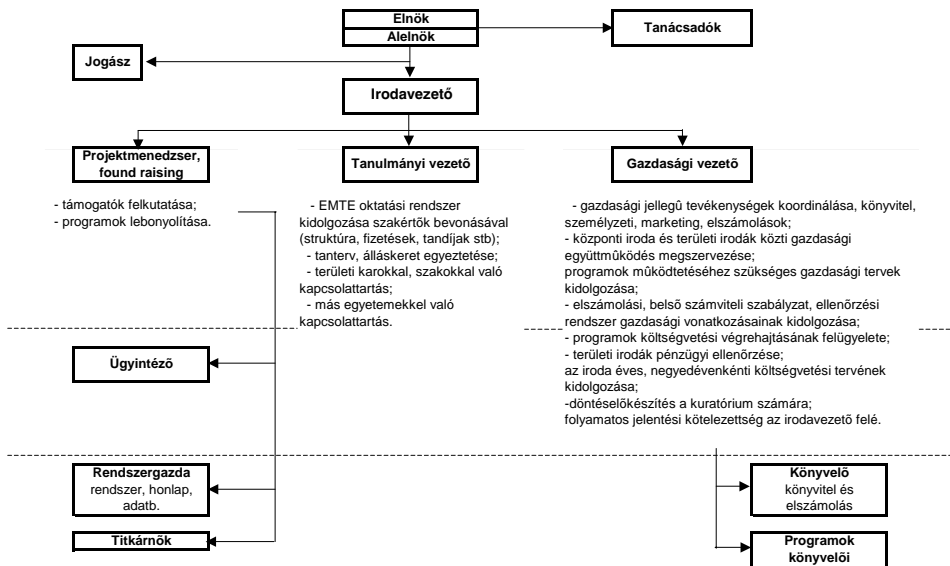 Elnök
Alelnök
Tanácsadók
Jogász
Irodavezető
Projektmenedzser,
found raising
Tanulmányi vezető
Gazdasági vezető
- támogatók felkutatása;
- programok lebonyolítása.
- EMTE oktatási rendszer
kidolgozása szakértők bevonásával
(struktúra, fizetések, tandíjak stb);
- tanterv, álláskeret egyeztetése;
- területi karokkal, szakokkal való
kapcsolattartás;
- más egyetemekkel való
kapcsolattartás.
- gazdasági jellegû tevékenységek koordinálása, könyvitel,
személyzeti, marketing, elszámolások;
- központi iroda és területi irodák közti gazdasági
együttmûködés megszervezése;
programok mûködtetéséhez szükséges gazdasági tervek
kidolgozása;
- elszámolási, belső számviteli szabályzat, ellenőrzési
rendszer gazdasági vonatkozásainak kidolgozása;
- programok költségvetési végrehajtásának felügyelete;
- területi irodák pénzügyi ellenőrzése;
az iroda éves, negyedévenkénti költségvetési tervének
kidolgozása;
-döntéselőkészítés a kuratórium számára;
folyamatos jelentési kötelezettség az irodavezető felé.
Ügyintéző
Rendszergazda
rendszer, honlap,
adatb.
Titkárnők
Könyvelő
könyvitel és
elszámolás
Programok
könyvelői